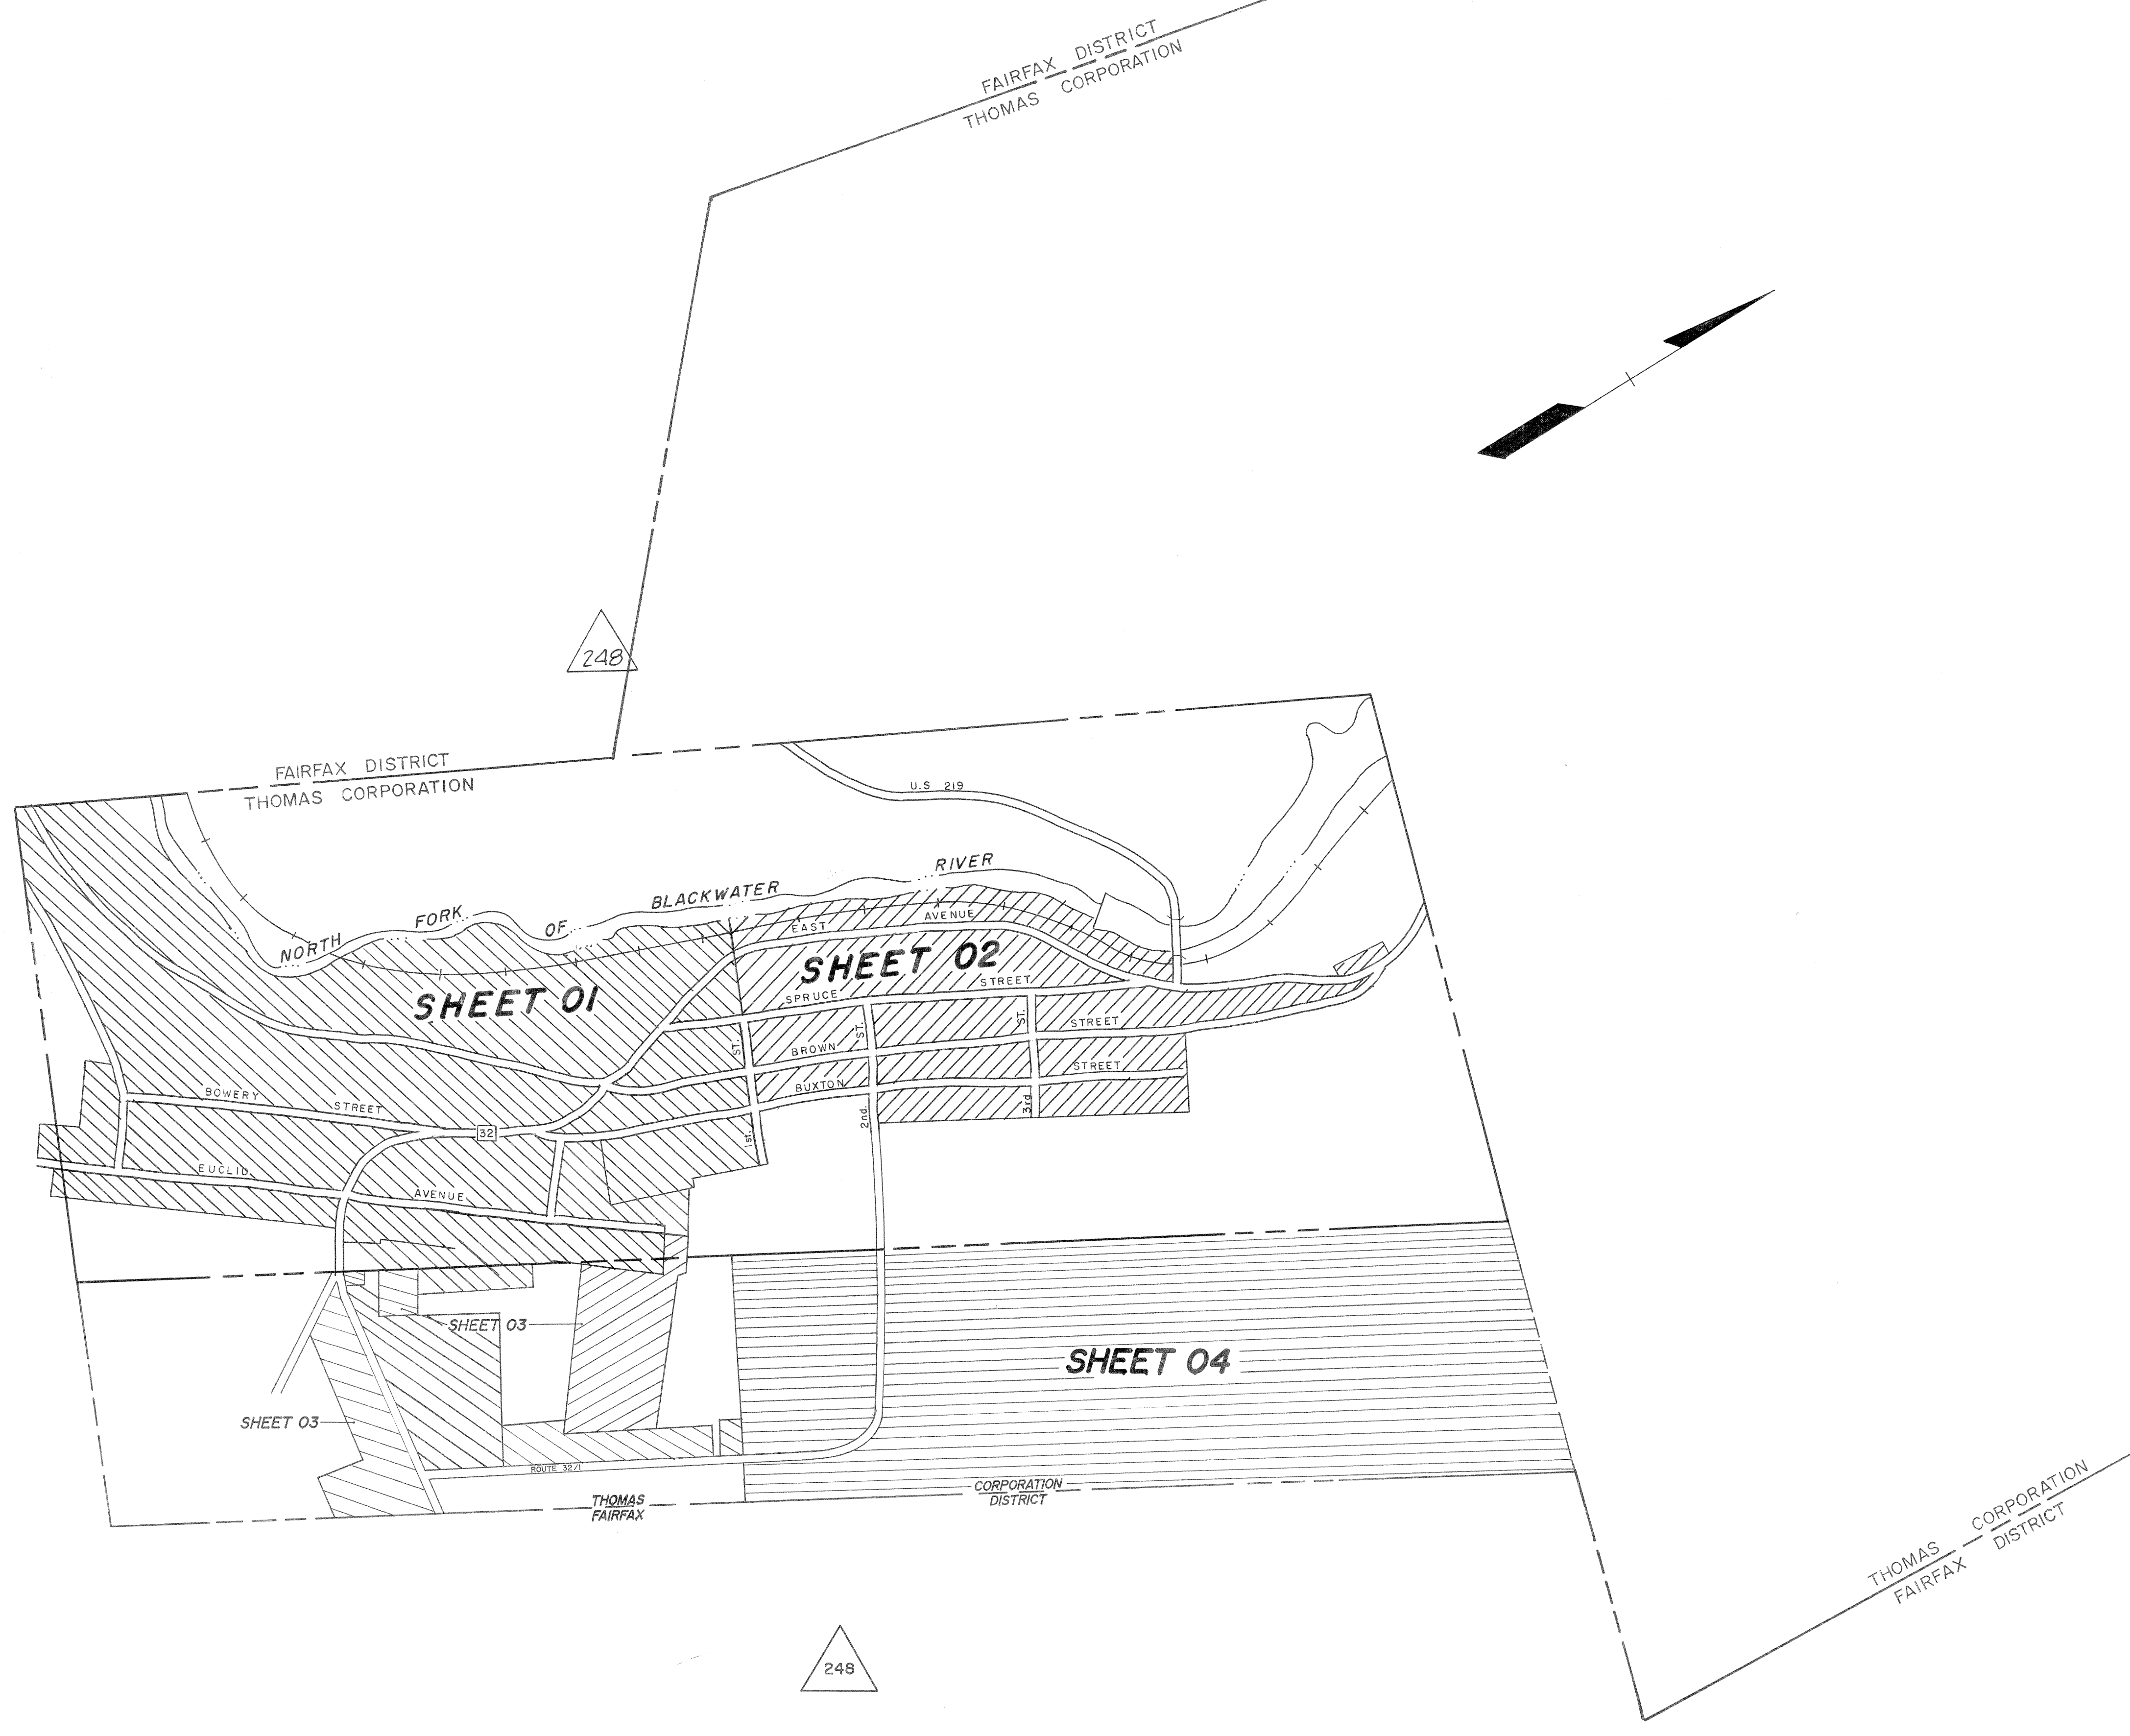 FAIRFAX DISTRICT
THOMAS CORPORATION
248
FAIRFAX DISTRICT
THOMAS CORPORATION
U.S 219
NORTH FORK OF BLACKWATER RIVER
EAST AVENUE
SHEET 02
SHEET 01
SPRUCE STREET
ST.
ST.
ST.
BROWN STREET
BUXTON STREET
BOWERY STREET
32
1st.
2nd.
3rd
EUCLID AVENUE
SHEET 03
SHEET 04
SHEET 03
ROUTE 32/1
THOMAS CORPORATION
FAIRFAX DISTRICT
THOMAS CORPORATION
FAIRFAX DISTRICT
248